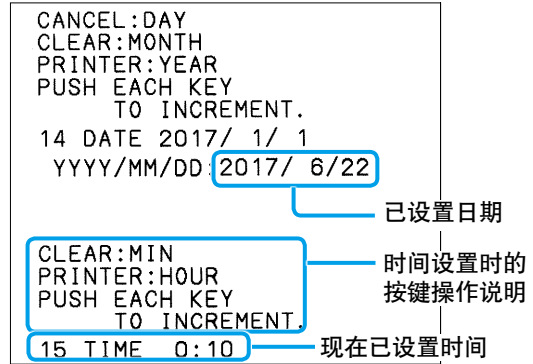 CANCEL:DAY
CLEAR:MONTH
PRINTER:YEAR
PUSH EACH KEY
TO INCREMENT.
14 DATE 2017/ 1/ 1
YYYY/MM/DD:2017/ 6/22
已设置日期
CLEAR:MIN
PRINTER:HOUR
PUSH EACH KEY
TO INCREMENT.
时间设置时的
按键操作说明
15 TIME 0:10
现在已设置时间